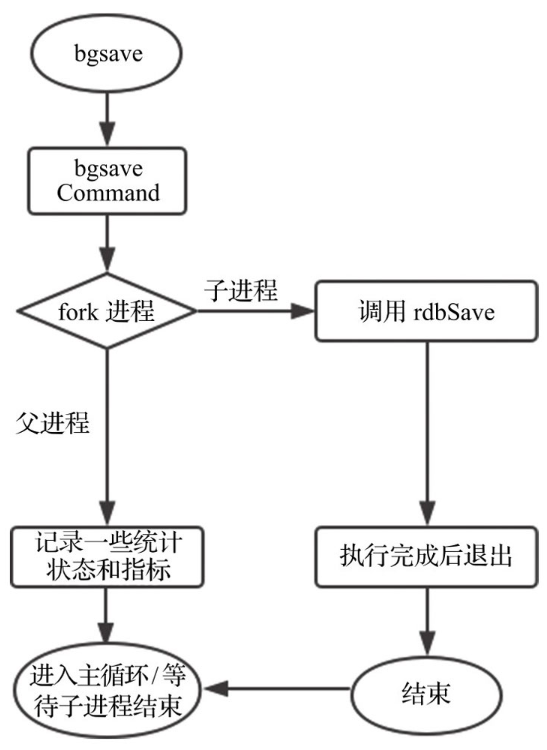 bgsave
bgsave
Command
fork 进程
子进程
调用 rdbSave
父进程
记录一些统计
状态和指标
执行完成后退出
进入主循环/等
待子进程结束
结束